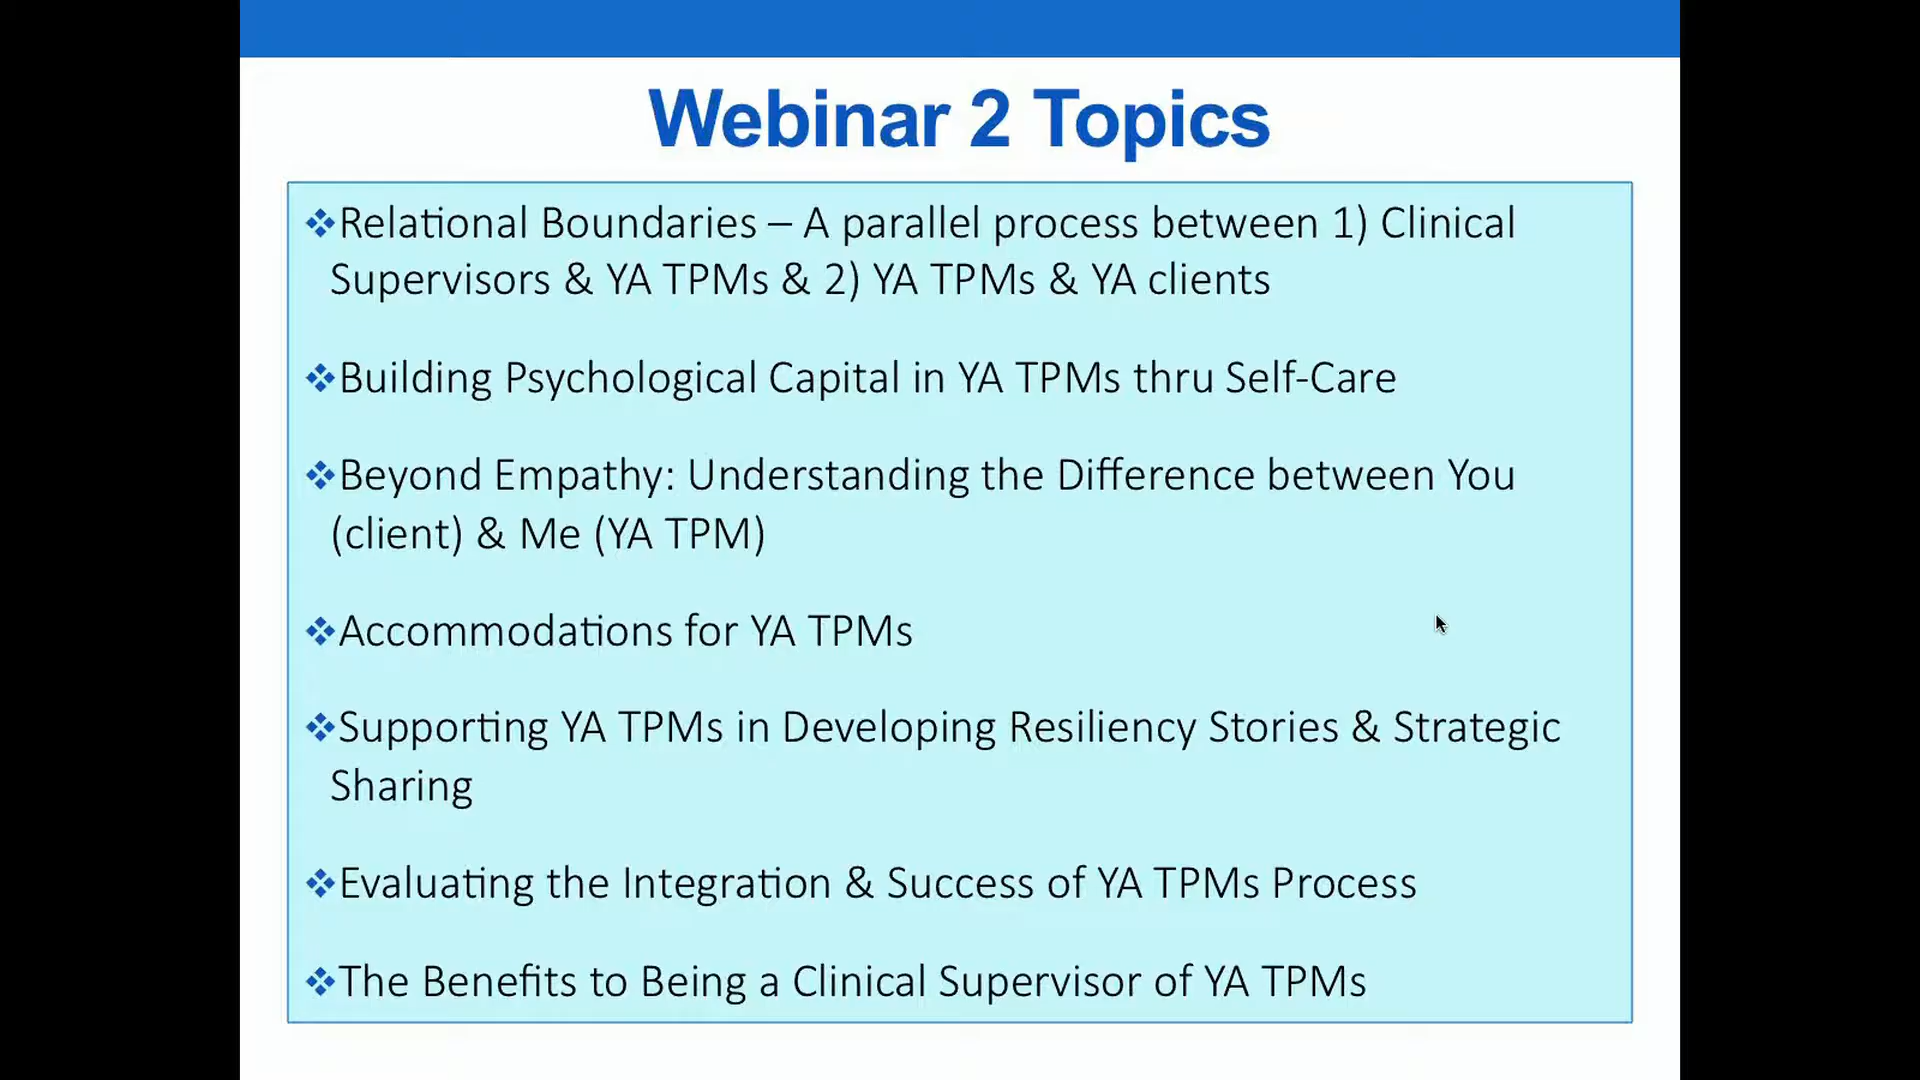 Webinar 2 Topics
❖Relational Boundaries – A parallel process between 1) Clinical
Supervisors & YA TPMs & 2) YA TPMs & YA clients
❖Building Psychological Capital in YA TPMs thru Self-Care
❖Beyond Empathy: Understanding the Difference between You
(client) & Me (YA TPM)
❖Accommodations for YA TPMs
❖Supporting YA TPMs in Developing Resiliency Stories & Strategic
Sharing
❖Evaluating the Integration & Success of YA TPMs Process
❖The Benefits to Being a Clinical Supervisor of YA TPMs